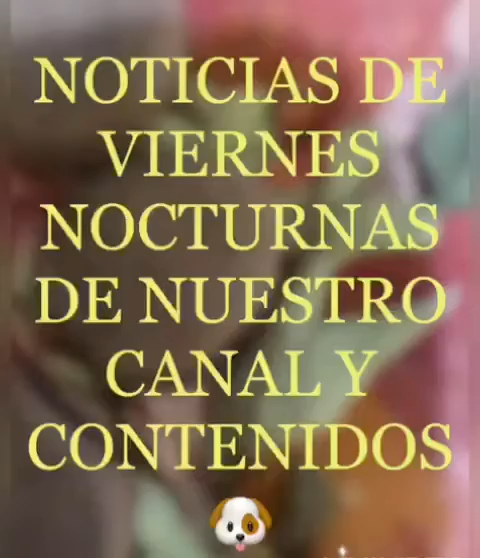 NOTICIAS DE
VIERNES
NOCTURNAS
DE NUESTRO
CANAL Y
CONTENIDOS